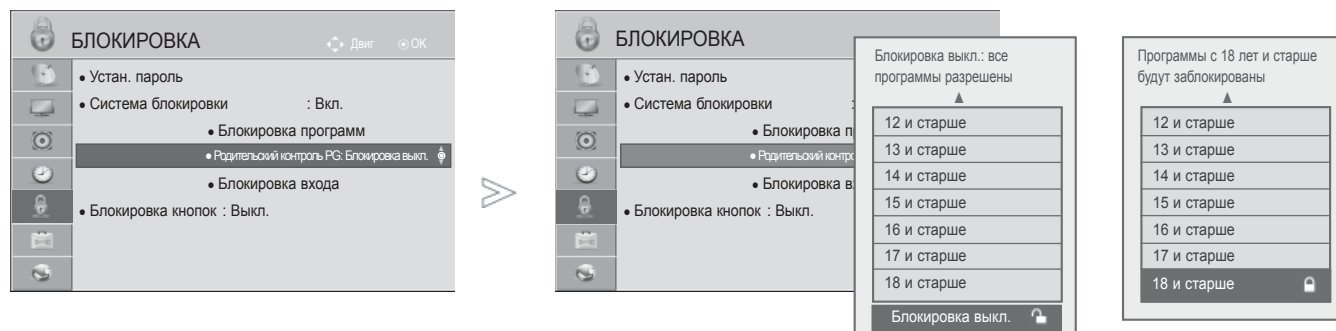 БЛОКИРОВКА
Двиг ОК
• Устан. пароль
• Система блокировки : Вкл.
• Блокировка программ
• Родительский контроль PG: Блокировка выкл.
• Блокировка входа
• Блокировка кнопок : Выкл.
БЛОКИРОВКА
• Устан. пароль
• Система блокировки :
• Блокировка п
• Родительский контро
• Блокировка в
• Блокировка кнопок : Выкл.
Блокировка выкл.: все
программы разрешены
12 и старше
13 и старше
14 и старше
15 и старше
16 и старше
17 и старше
18 и старше
Блокировка выкл.
Программы с 18 лет и старше
будут заблокированы
12 и старше
13 и старше
14 и старше
15 и старше
16 и старше
17 и старше
18 и старше